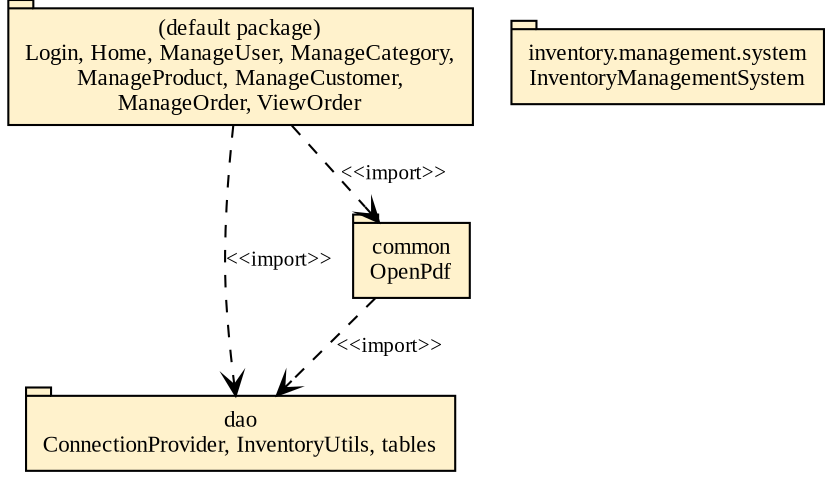 (default package)
Login, Home, ManageUser, ManageCategory,
ManageProduct, ManageCustomer,
ManageOrder, ViewOrder
inventory.management.system
InventoryManagementSystem
<<import>>
common
OpenPdf
<<import>>
<<import>>
dao
ConnectionProvider, InventoryUtils, tables